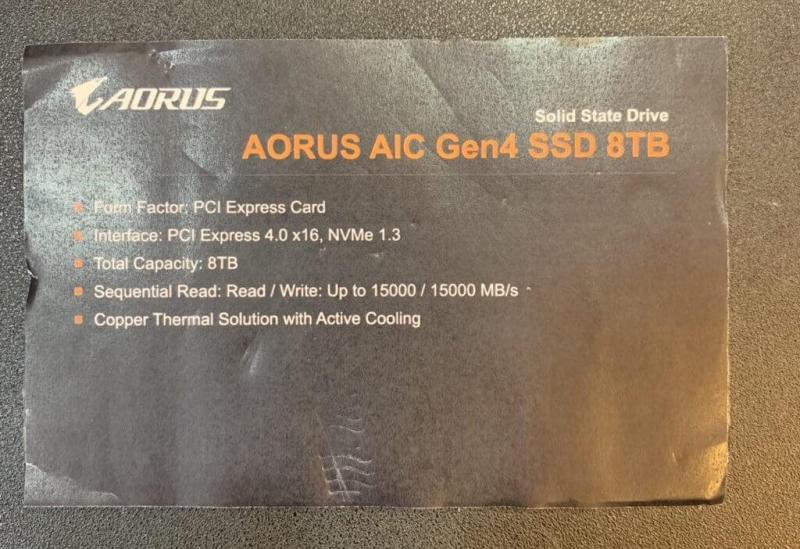 AORUS
Solid State Drive
AORUS AIC Gen4 SSD 8TB
Form Factor: PCI Express Card
Interface: PCI Express 4.0 x16, NVMe 1.3
Total Capacity: 8TB
Sequential Read: Read / Write: Up to 15000 / 15000 MB/s
Copper Thermal Solution with Active Cooling